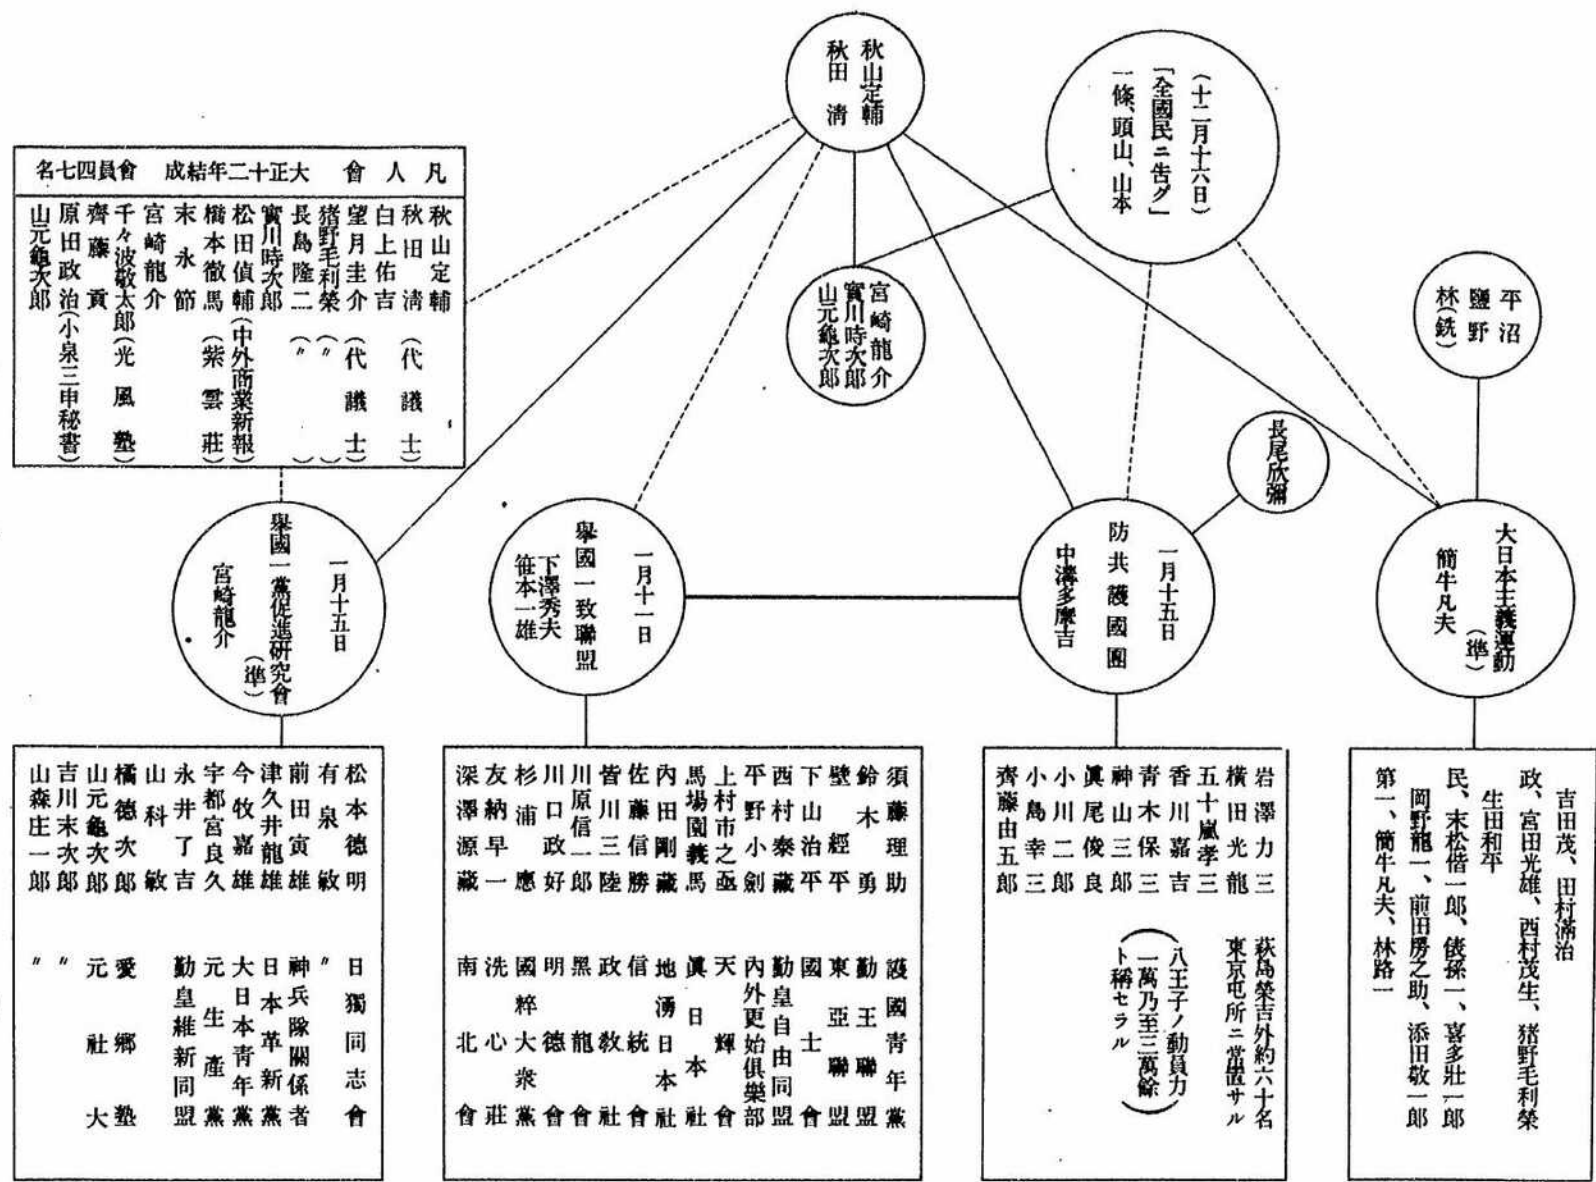 秋山定輔
秋田 淸
(十二月十六日)
「全國民ニ告グ」
一條、頭山、山本
平沼
鹽野
林(銑)
宮崎龍介
實川時次郎
山元龜次郎
長尾欣彌
凡人會 大正十二年結成 會員四七名
秋山定輔
秋田 淸(代議士)
白上佑吉
望月圭介(代議士)
猪野毛利榮(〃)
長島隆二(〃)
實川時次郎
松田偵輔(中外商業新報)
橋本徹馬(紫雲莊)
末永節
宮崎龍介
千々波敬太郎(光風塾)
齊藤貢
原田政治(小泉三申秘書)
山元龜次郎
大日本主義運動
(準)
簡牛凡夫
一月十五日
防共護國團
中溝多摩吉
一月十一日
擧國一致聯盟
下澤秀夫
笹本一雄
一月十五日
擧國一黨促進硏究會
(準)
宮崎龍介
吉田茂、田村滿治
政、宮田光雄、西村茂生、猪野毛利榮
生田和平
民、末松偕一郎、俵孫一、喜多壯一郎
岡野龍一、前田房之助、添田敬一郎
第一、簡牛凡夫、林路一
岩澤力三
橫田光龍
五十嵐孝三
香川嘉吉
靑木保三
神山三郎
眞尾俊良
小川二郎
小島幸三
齊藤由五郎
萩島榮吉外約六十名
東京屯所ニ常置サル
(八王子ノ動員力
一萬乃至三萬餘
ト稱セラル)
須藤理助 護國靑年黨
鈴木勇 勤王聯盟
壁經平 東亞聯盟
下山治平 國士會
西村泰藏 勤皇自由同盟
平野小劍 內外更始俱樂部
上村市之丞 天輝會
馬場園義馬 眞日本社
內田剛藏 地湧日本社
佐藤信勝 信統會
皆川三陸 政敎社
川原信一郎 黑龍會
川口政好 明德會
杉浦應 國粹大衆黨
友納早一 洗心莊
深澤源藏 南北會
松本德明 日獨同志會
有泉敏 〃
前田寅雄 神兵隊關係者
津久井龍雄 日本革新黨
今牧嘉雄 大日本靑年黨
宇都宮良久 元生產黨
永井了吉 勤皇維新同盟
山科敏
橘德次郎 愛鄕塾
山元龜次郎 元社大
吉川末次郎 〃
山森庄一郎 〃